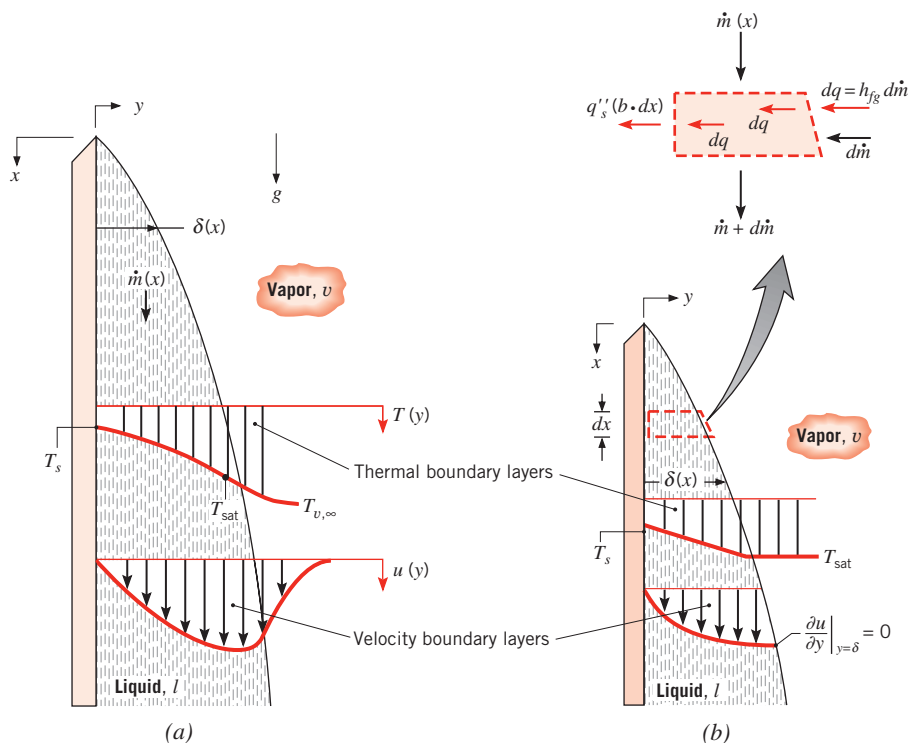 y
x
g
δ(x)
ṁ(x)
Vapor, v
T(y)
T_s
Thermal boundary layers
T_sat
T_v,∞
u(y)
Velocity boundary layers
Liquid, l
(a)
ṁ(x)
q''_s(b•dx)
dq
dq
dq = h_fg dṁ
dṁ
ṁ + dṁ
y
x
dx
Vapor, v
δ(x)
T_s
T_sat
∂u/∂y|_y=δ = 0
Liquid, l
(b)